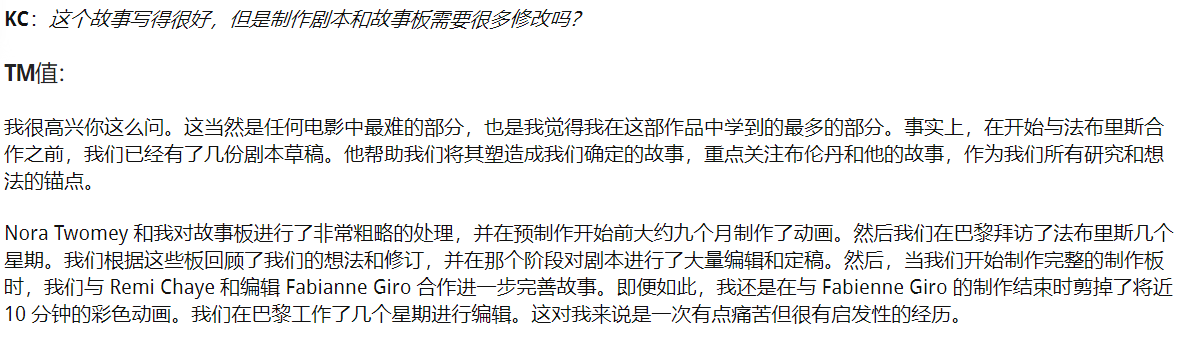 KC：这个故事写得很好，但是制作剧本和故事板需要很多修改吗？
TM值：
我很高兴你这么问。这当然是任何电影中最难的部分，也是我觉得我在这部作品中学到的最多的部分。事实上，在开始与法布里斯合
作之前，我们已经有了几份剧本草稿。他帮助我们将其塑造成我们确定的故事，重点关注布伦丹和他的故事，作为我们所有研究和想
法的锚点。
Nora Twomey 和我对故事板进行了非常粗略的处理，并在预制作开始前大约九个月制作了动画。然后我们在巴黎拜访了法布里斯几个
星期。我们根据这些板回顾了我们的想法和修订，并在那个阶段对剧本进行了大量编辑和定稿。然后，当我们开始制作完整的制作板
时，我们与 Remi Chaye 和编辑 Fabianne Giro 合作进一步完善故事。即便如此，我还是在与 Fabienne Giro 的制作结束时剪掉了将近
10 分钟的彩色动画。我们在巴黎工作了几个星期进行编辑。这对我来说是一次有点痛苦但很有启发性的经历。